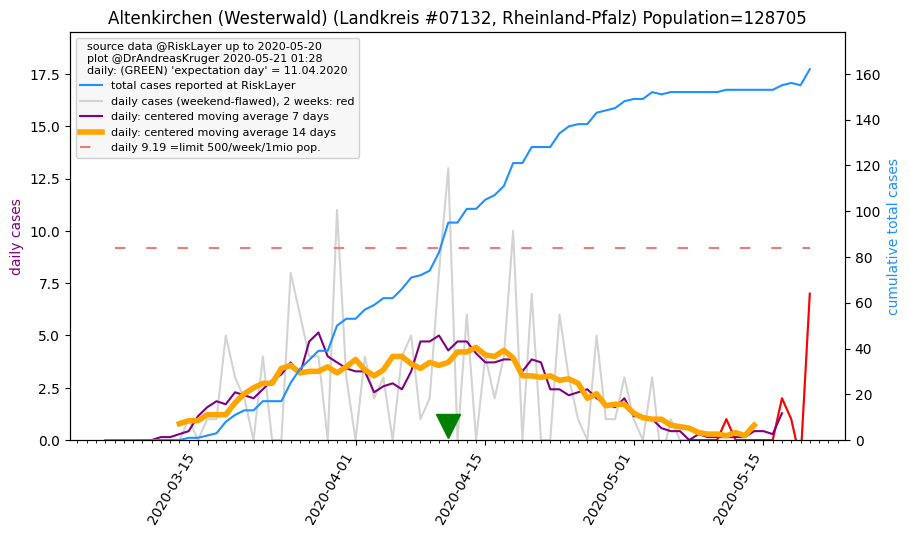 Altenkirchen (Westerwald) (Landkreis #07132, Rheinland-Pfalz) Population=128705
source data @RiskLayer up to 2020-05-20
plot @DrAndreasKruger 2020-05-21 01:28
daily: (GREEN) 'expectation day' = 11.04.2020
total cases reported at RiskLayer
daily cases (weekend-flawed), 2 weeks: red
daily: centered moving average 7 days
daily: centered moving average 14 days
daily 9.19 =limit 500/week/1mio pop.
daily cases
17.5
15.0
12.5
10.0
7.5
5.0
2.5
0.0
160
140
120
100
80
60
40
20
0
cumulative total cases
2020-03-15
2020-04-01
2020-04-15
2020-05-01
2020-05-15